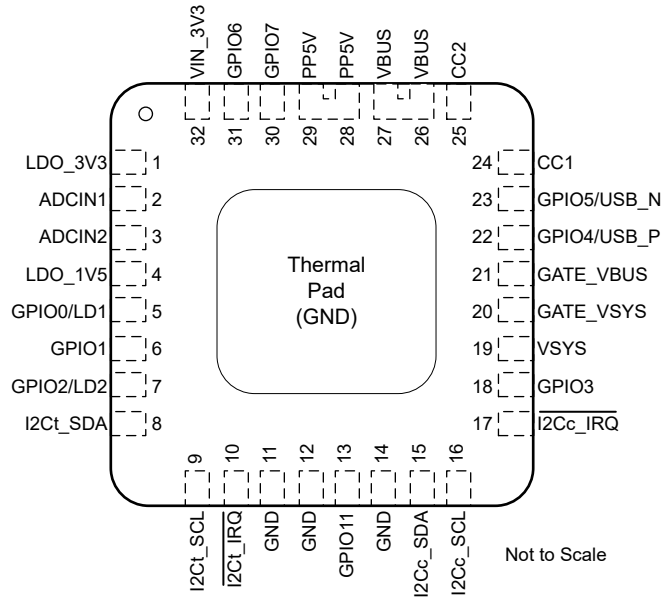 VIN_3V3
GPIO6
GPIO7
PP5V
PP5V
VBUS
VBUS
CC2
32
31
30
29
28
27
26
25
LDO_3V3 1
ADCIN1 2
ADCIN2 3
LDO_1V5 4
GPIO0/LD1 5
GPIO1 6
GPIO2/LD2 7
I2Ct_SDA 8
Thermal
Pad
(GND)
24 CC1
23 GPIO5/USB_N
22 GPIO4/USB_P
21 GATE_VBUS
20 GATE_VSYS
19 VSYS
18 GPIO3
17 I2Cc_IRQ
9
10
11
12
13
14
15
16
I2Ct_SCL
I2Ct_IRQ
GND
GND
GPIO11
GND
I2Cc_SDA
I2Cc_SCL
Not to Scale